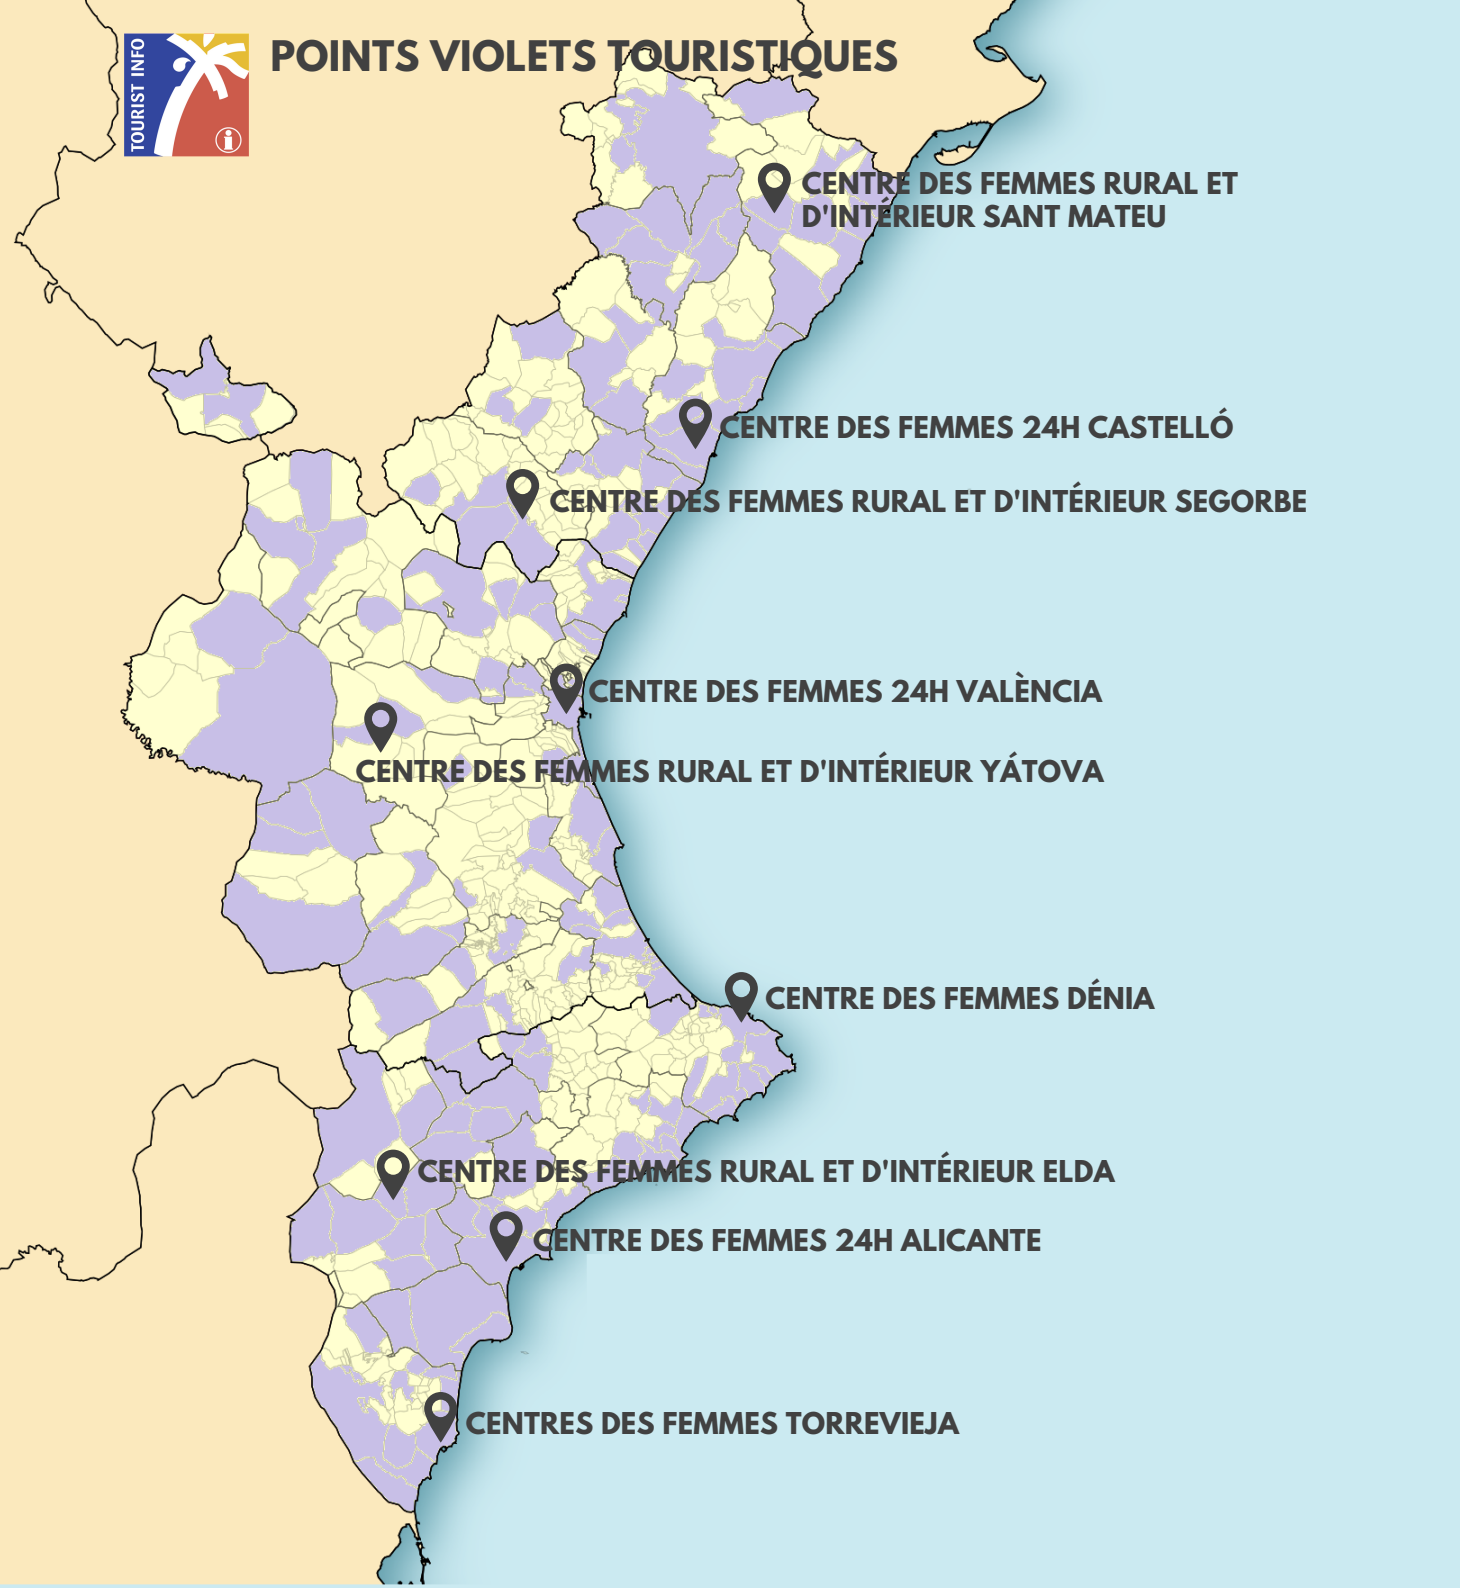 TOURIST INFO
i
POINTS VIOLETS TOURISTIQUES
CENTRE DES FEMMES RURAL ET
D'INTÉRIEUR SANT MATEU
CENTRE DES FEMMES 24H CASTELLÓ
CENTRE DES FEMMES RURAL ET D'INTÉRIEUR SEGORBE
CENTRE DES FEMMES 24H VALÈNCIA
CENTRE DES FEMMES RURAL ET D'INTÉRIEUR YÁTOVA
CENTRE DES FEMMES DÉNIA
CENTRE DES FEMMES RURAL ET D'INTÉRIEUR ELDA
CENTRE DES FEMMES 24H ALICANTE
CENTRES DES FEMMES TORREVIEJA